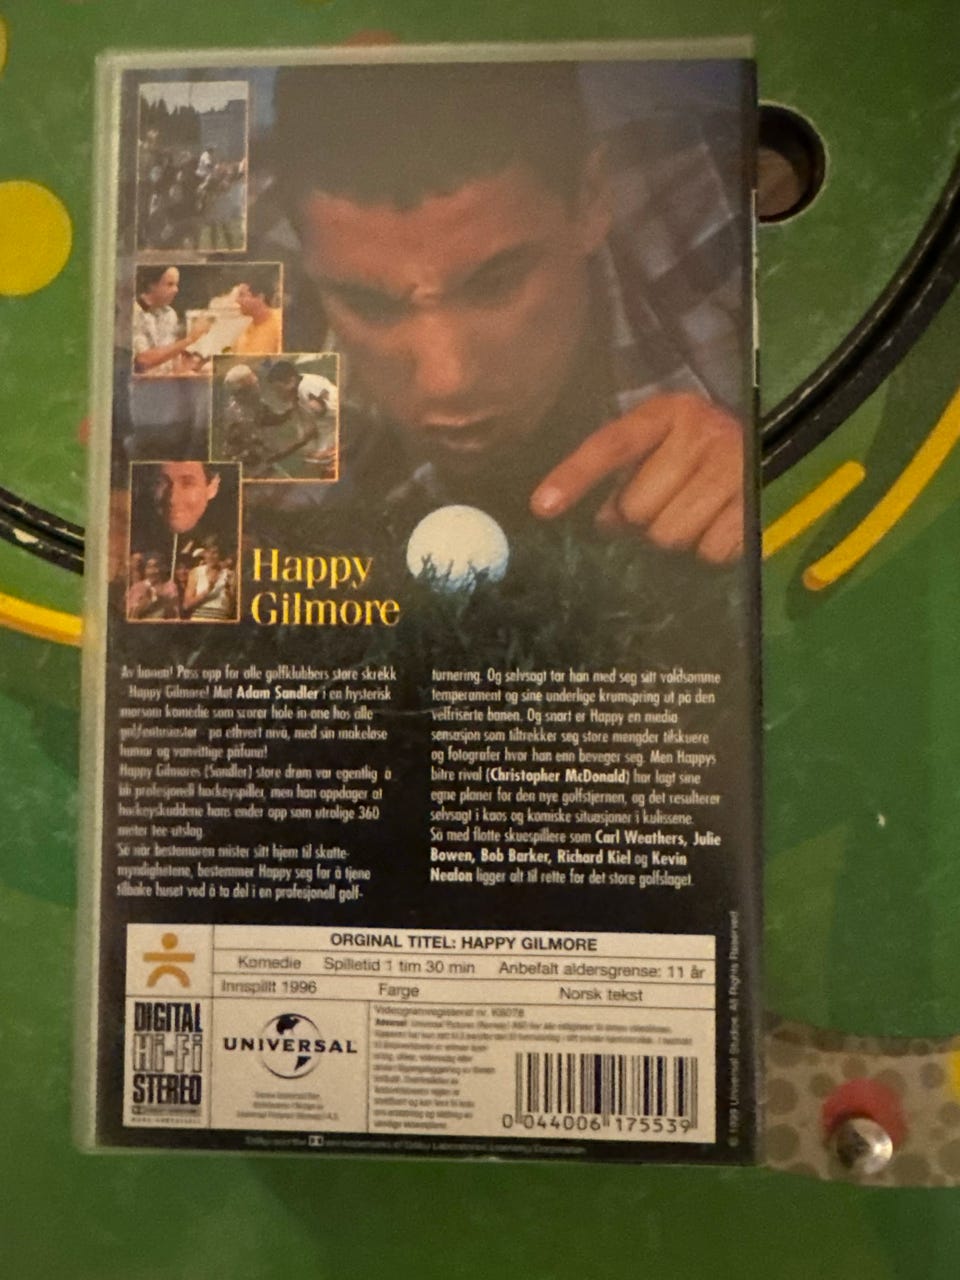 Happy
Gilmore
Av banen! Pass opp for alle golfklubbers store skrekk
- Happy Gilmore! Møt Adam Sandler i en hysterisk
morsom komedie som scorer hole-in-one hos alle
golfentusiaster - på ethvert nivå, med sin makeløse
humor og vanvittige påfunn!
Happy Gilmores (Sandler) store drøm var egentlig å
bli profesjonell hockeyspiller, men han oppdager at
hockeyskuddene hans ender opp som utrolige 360
meter tee-utslag.
Så når bestemoren mister sitt hjem til skatte-
myndighetene, bestemmer Happy seg for å tjene
tilbake huset ved å ta del i en profesjonell golf-
turnering. Og selvsagt tar han med seg sitt voldsomme
temperament og sine underlige krumspring ut på den
velfriserte banen. Og snart er Happy en media
sensasjon som tiltrekker seg store mengder tilskuere
og fotografer hvor han enn beveger seg. Men Happys
bitre rival (Christopher McDonald) har lagt sine
egne planer for den nye golfstjernen, og det resulterer
selvsagt i kaos og komiske situasjoner i kulissene.
Så med flotte skuespillere som Carl Weathers, Julie
Bowen, Bob Barker, Richard Kiel og Kevin
Nealon ligger alt til rette for det store golfslaget.
ORGINAL TITEL: HAPPY GILMORE
Komedie Spilletid 1 tim 30 min Anbefalt aldersgrense: 11 år
Innspillt 1996 Farge Norsk tekst
DIGITAL
Hi-Fi
STEREO
UNIVERSAL
Videogramregisteret nr.
0 044006 175539
© 1999 Universal Studios. All Rights Reserved